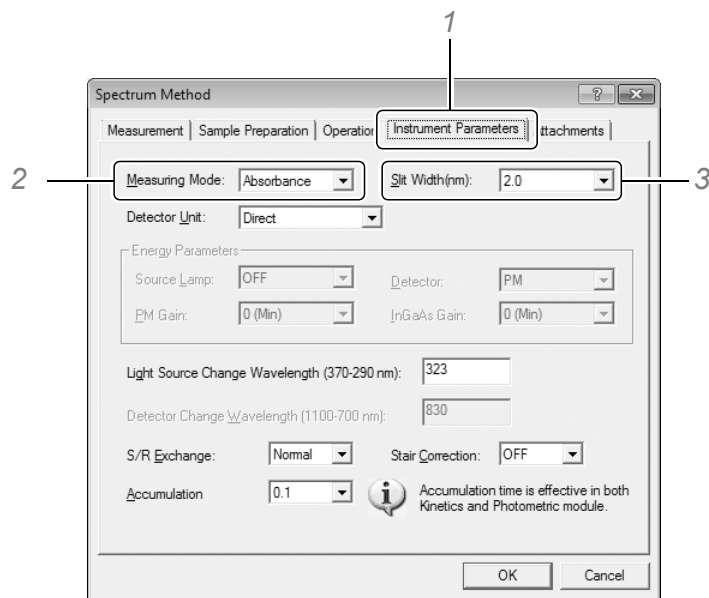 1
Spectrum Method
Measurement Sample Preparation Operation Instrument Parameters ttachments
2 Measuring Mode: Absorbance Slit Width(nm): 2.0 3
Detector Unit: Direct
Energy Parameters
Source Lamp: OFF Detector: PM
PM Gain: 0 (Min) InGaAs Gain: 0 (Min)
Light Source Change Wavelength (370-290 nm): 323
Detector Change Wavelength (1100-700 nm): 830
S/R Exchange: Normal Stair Correction: OFF
Accumulation 0.1 Accumulation time is effective in both
Kinetics and Photometric module.
OK Cancel